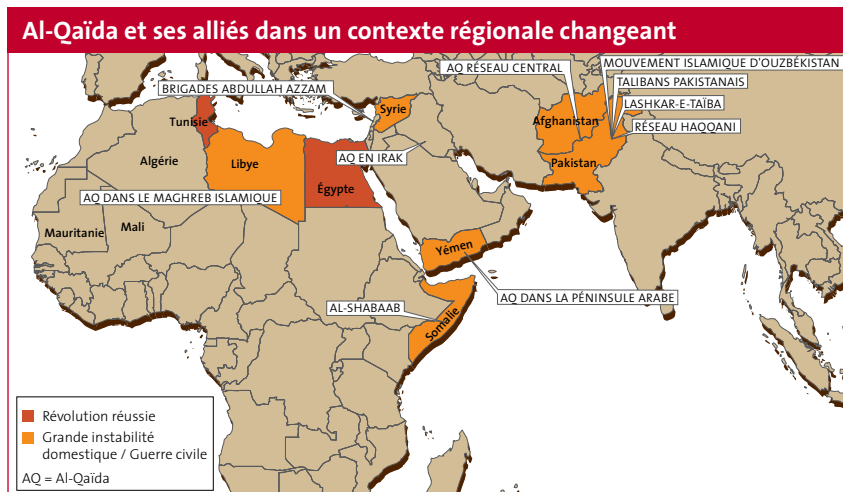 Al-Qaïda et ses alliés dans un contexte régionale changeant
MOUVEMENT ISLAMIQUE D'OUZBÉKISTAN
AQ RÉSEAU CENTRAL
TALIBANS PAKISTANAIS
BRIGADES ABDULLAH AZZAM
LASHKAR-E-TAÏBA
Syrie
Tunisie
Afghanistan
RÉSEAU HAQQANI
Algérie
Libye
AQ EN IRAK
Pakistan
Égypte
AQ DANS LE MAGHREB ISLAMIQUE
Mauritanie
Mali
Yémen
AQ DANS LA PÉNINSULE ARABE
AL-SHABAAB
Somalie
Révolution réussie
Grande instabilité
domestique / Guerre civile
AQ = Al-Qaïda